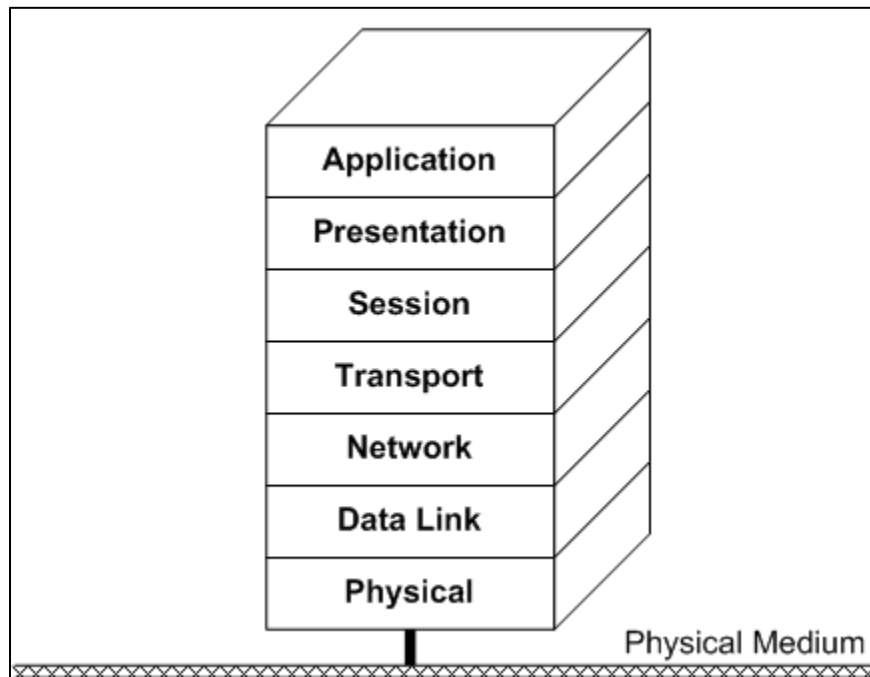 Application
Presentation
Session
Transport
Network
Data Link
Physical
Physical Medium